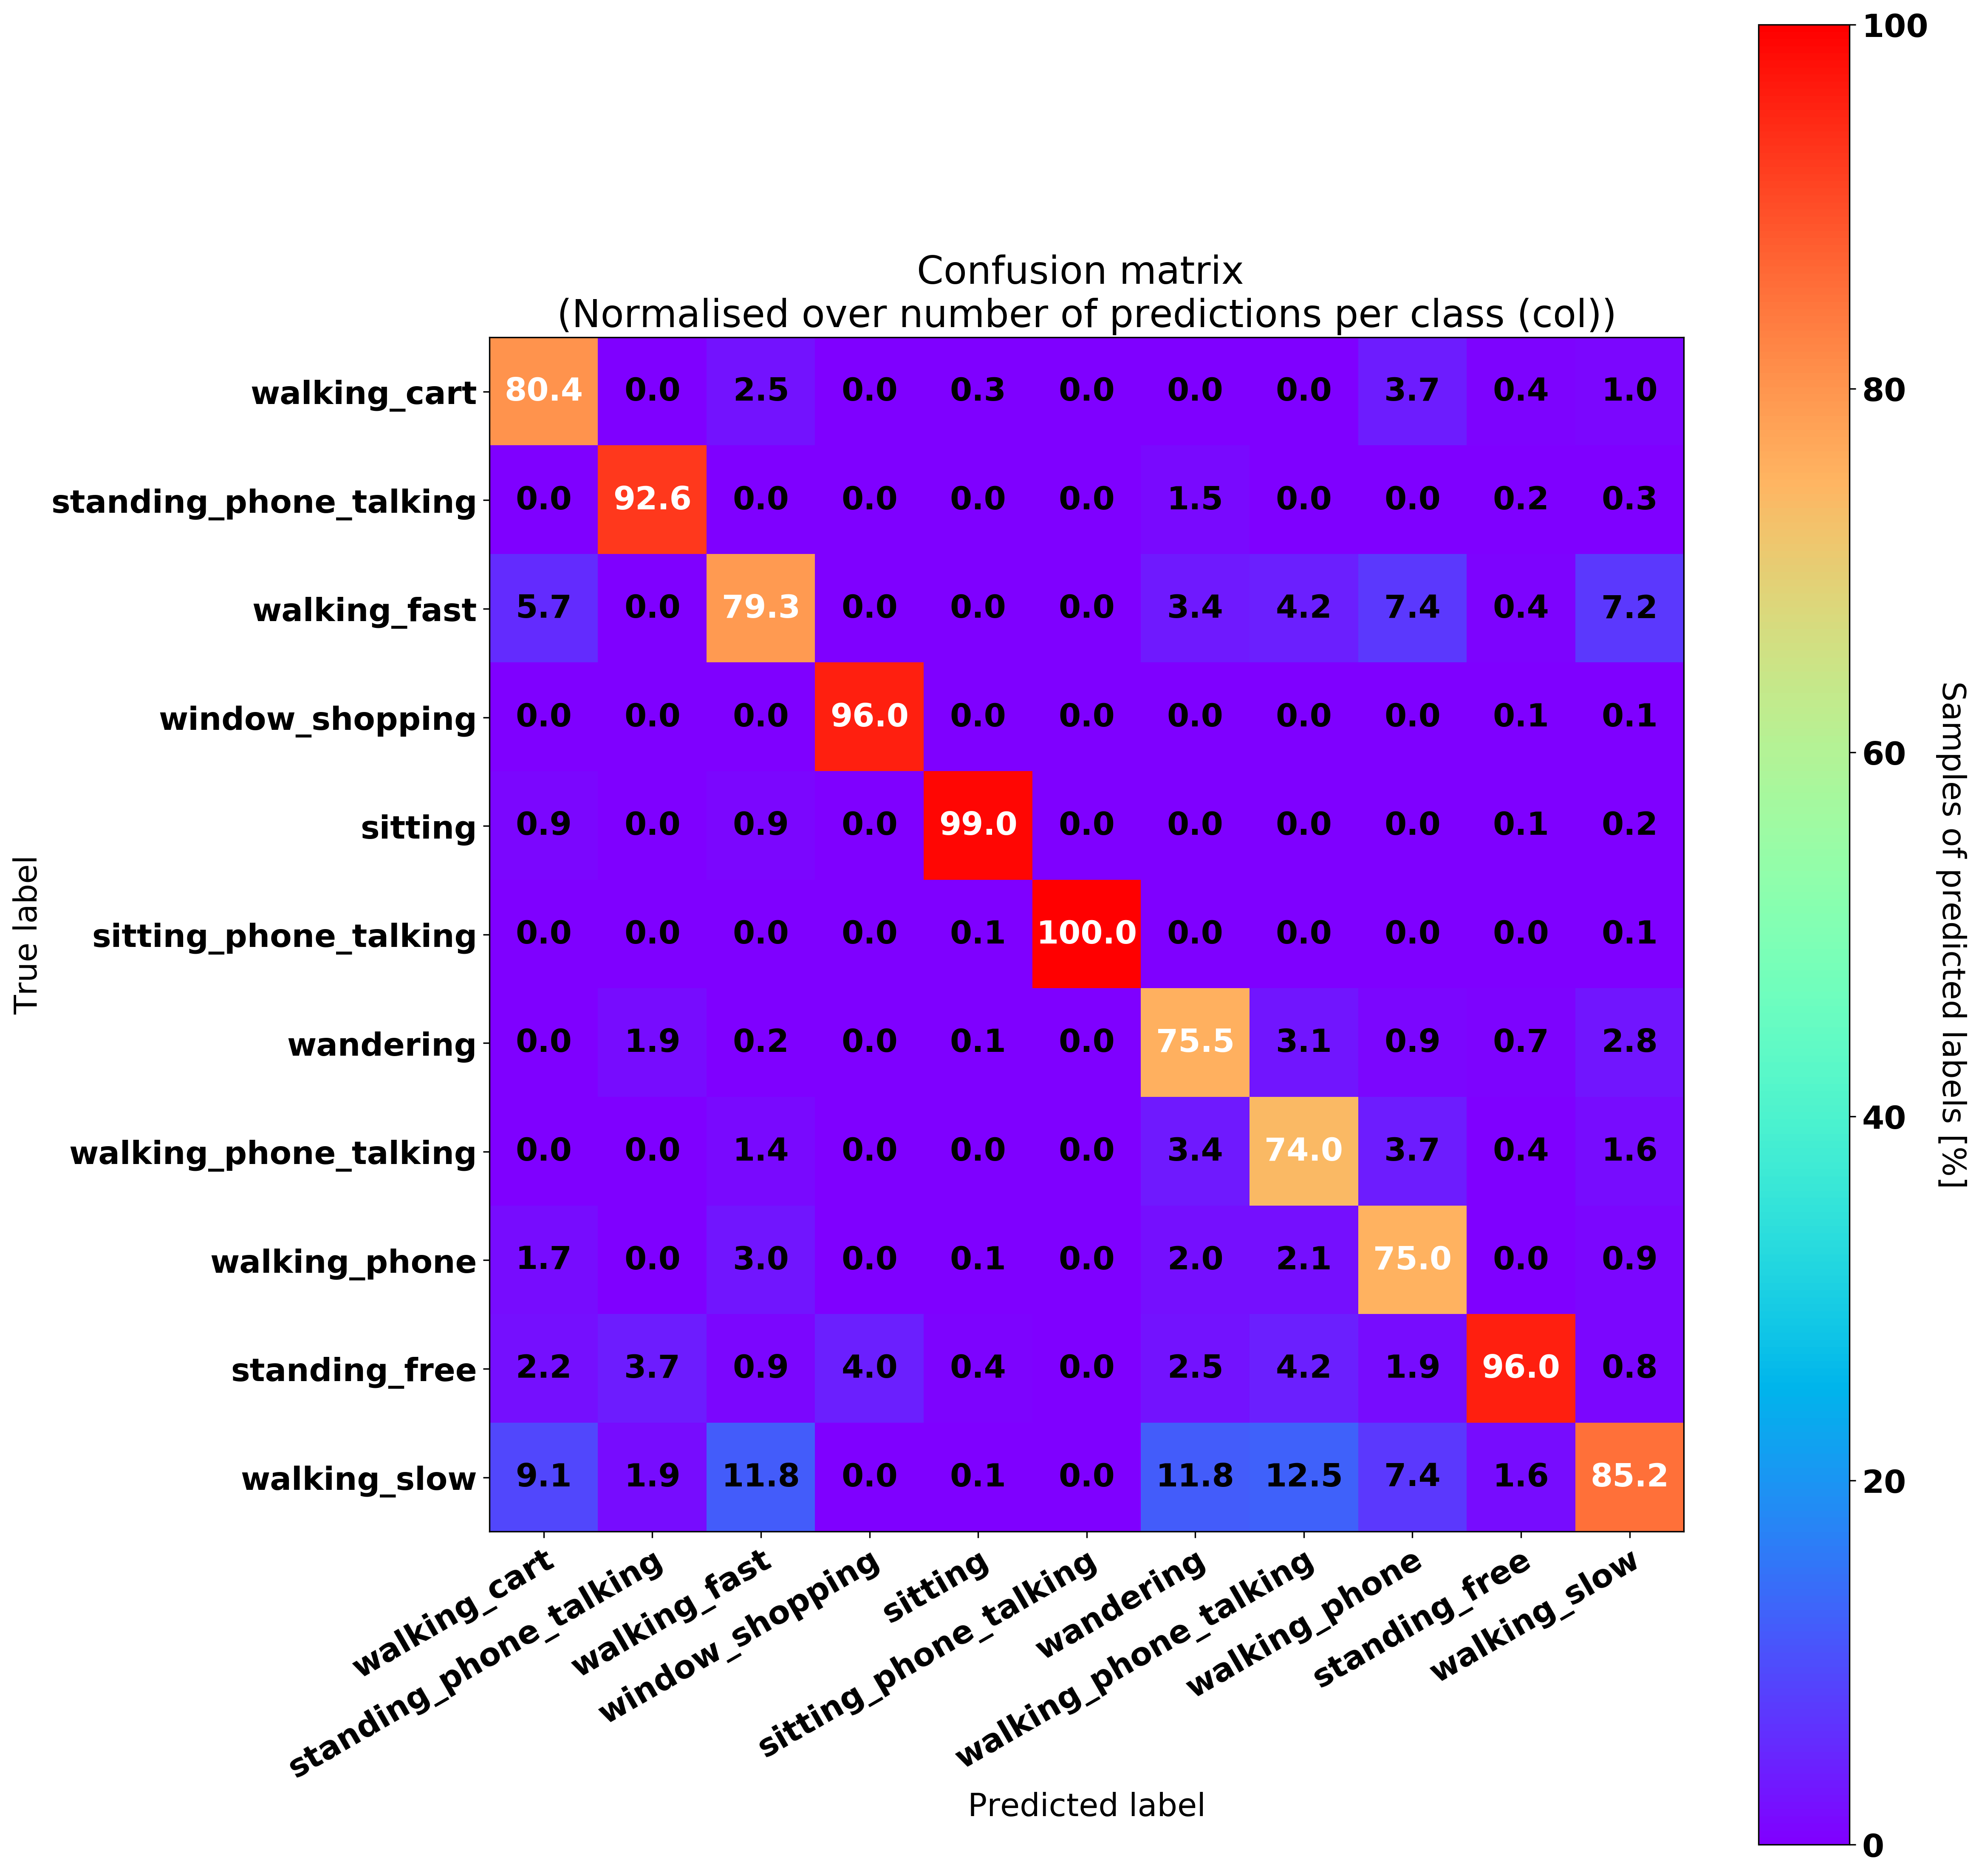 Confusion matrix
(Normalised over number of predictions per class (col))
True label
walking_cart 80.4 0.0 2.5 0.0 0.3 0.0 0.0 0.0 3.7 0.4 1.0
standing_phone_talking 0.0 92.6 0.0 0.0 0.0 0.0 1.5 0.0 0.0 0.2 0.3
walking_fast 5.7 0.0 79.3 0.0 0.0 0.0 3.4 4.2 7.4 0.4 7.2
window_shopping 0.0 0.0 0.0 96.0 0.0 0.0 0.0 0.0 0.0 0.1 0.1
sitting 0.9 0.0 0.9 0.0 99.0 0.0 0.0 0.0 0.0 0.1 0.2
sitting_phone_talking 0.0 0.0 0.0 0.0 0.1 100.0 0.0 0.0 0.0 0.0 0.1
wandering 0.0 1.9 0.2 0.0 0.1 0.0 75.5 3.1 0.9 0.7 2.8
walking_phone_talking 0.0 0.0 1.4 0.0 0.0 0.0 3.4 74.0 3.7 0.4 1.6
walking_phone 1.7 0.0 3.0 0.0 0.1 0.0 2.0 2.1 75.0 0.0 0.9
standing_free 2.2 3.7 0.9 4.0 0.4 0.0 2.5 4.2 1.9 96.0 0.8
walking_slow 9.1 1.9 11.8 0.0 0.1 0.0 11.8 12.5 7.4 1.6 85.2
walking_cart
standing_phone_talking
walking_fast
window_shopping
sitting
sitting_phone_talking
wandering
walking_phone_talking
walking_phone
standing_free
walking_slow
Predicted label
100
80
60
40
20
0
Samples of predicted labels [%]